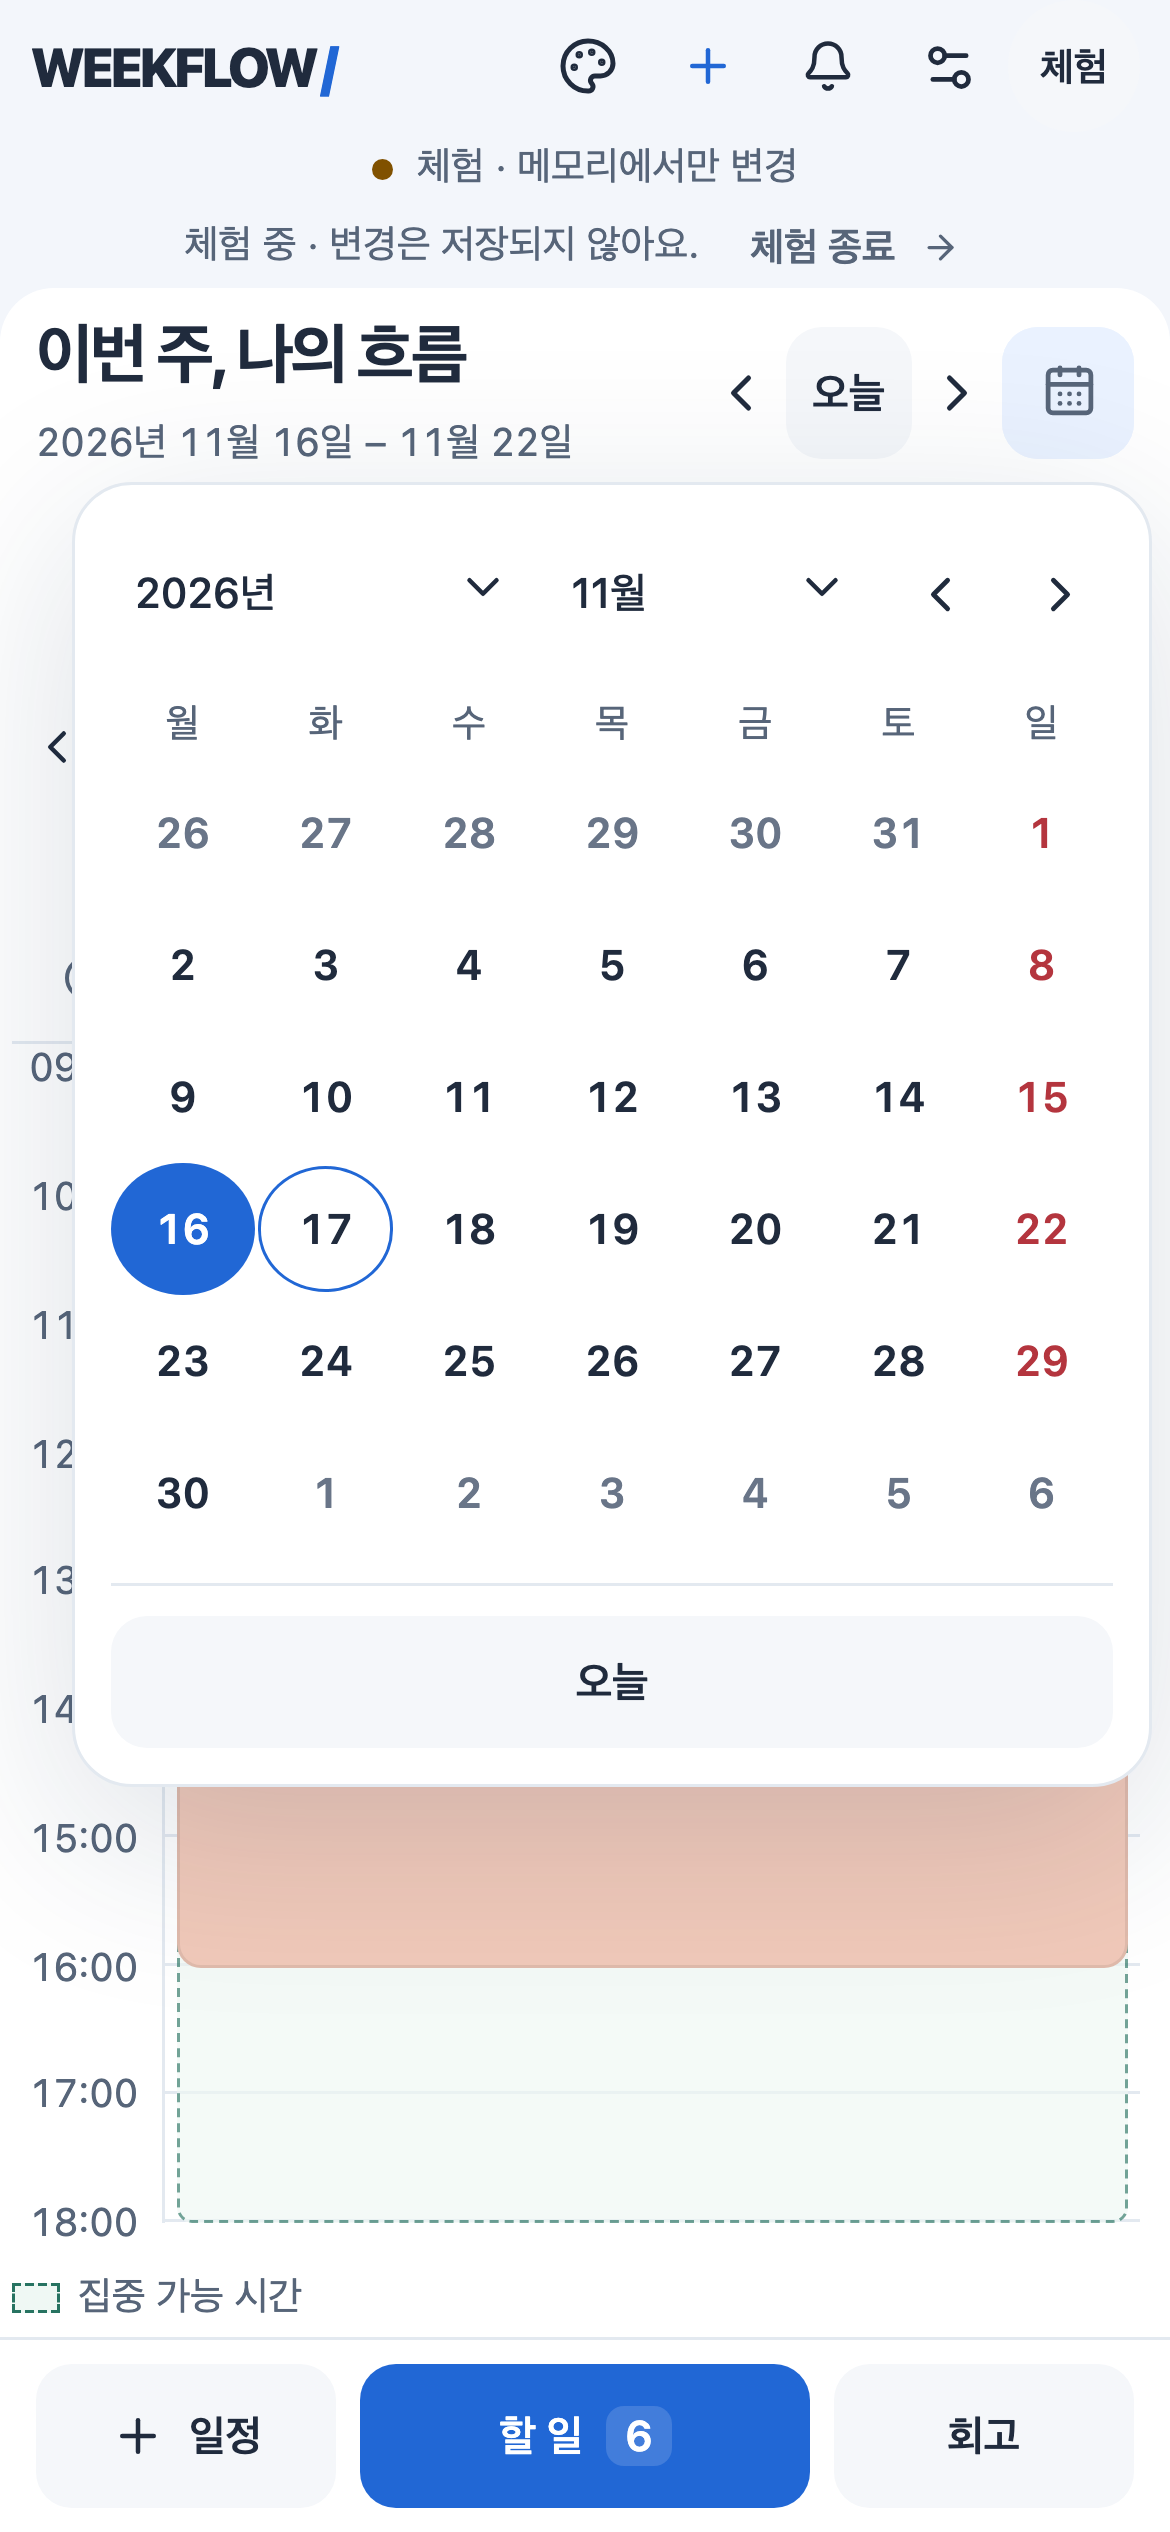 WEEKFLOW/ 체험
체험 · 메모리에서만 변경
체험 중 · 변경은 저장되지 않아요. 체험 종료 →
이번 주, 나의 흐름
2026년 11월 16일 – 11월 22일
오늘
2026년 11월
월 화 수 목 금 토 일
26 27 28 29 30 31 1
2 3 4 5 6 7 8
9 10 11 12 13 14 15
16 17 18 19 20 21 22
23 24 25 26 27 28 29
30 1 2 3 4 5 6
오늘
09
10
11
12
13
14
15:00
16:00
17:00
18:00
집중 가능 시간
+ 일정
할 일 6
회고